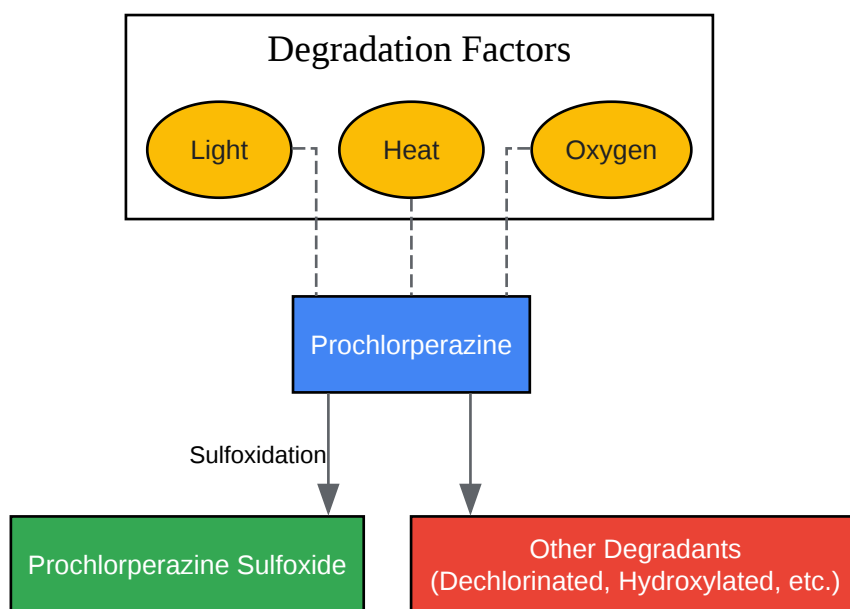 Degradation Factors
Light
Heat
Oxygen
Prochlorperazine
Sulfoxidation
Prochlorperazine Sulfoxide
Other Degradants
(Dechlorinated, Hydroxylated, etc.)